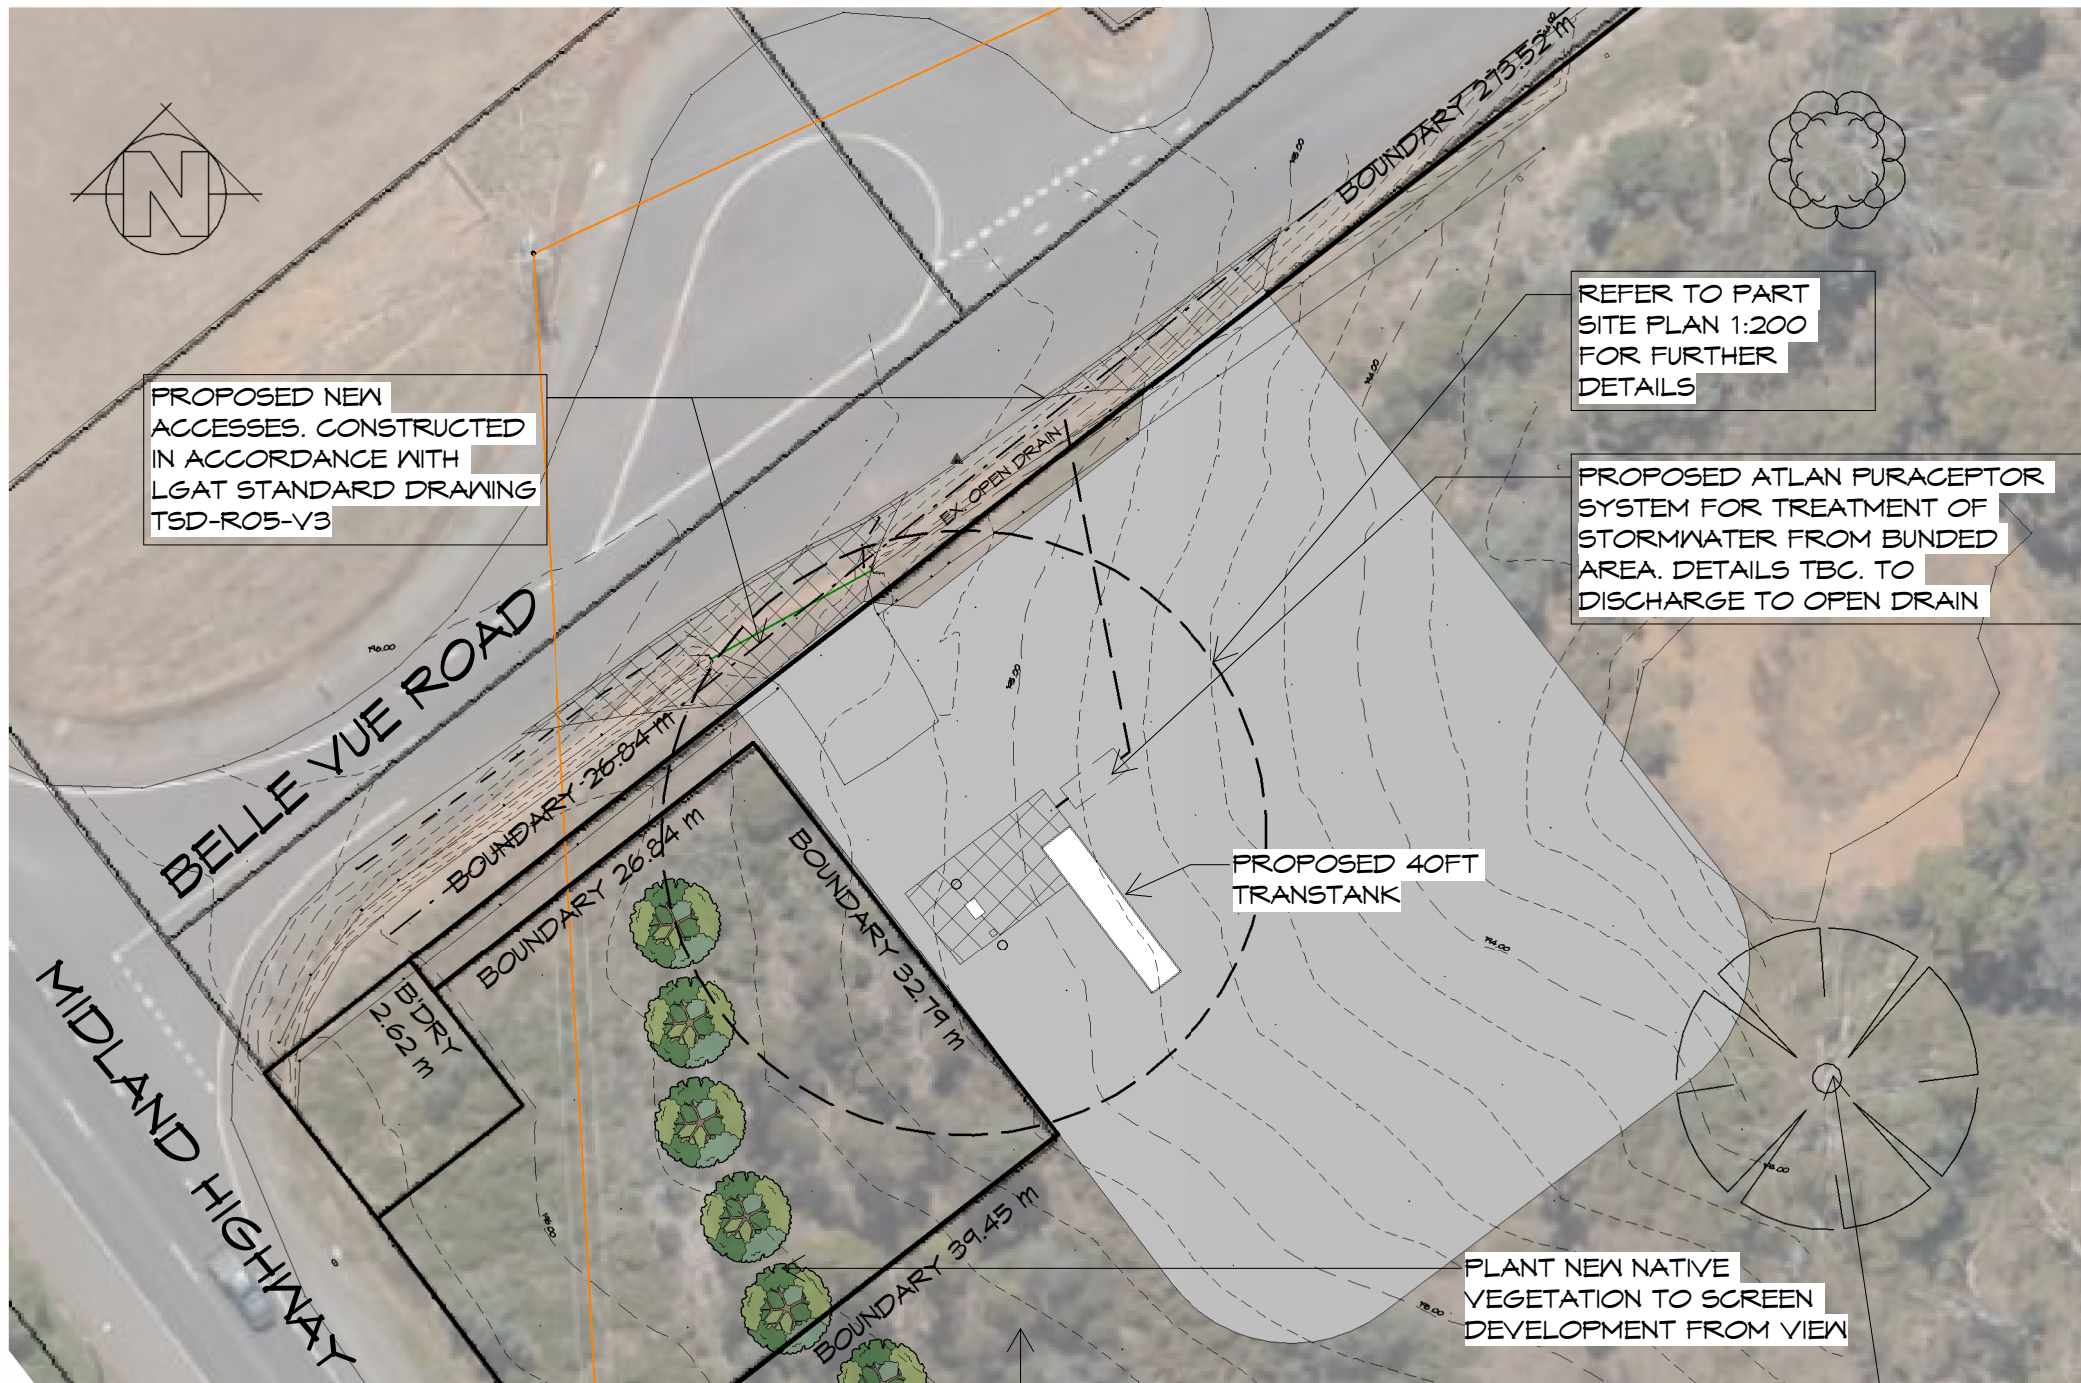 BOUNDARY 273.52 m
N
REFER TO PART
SITE PLAN 1:200
FOR FURTHER
DETAILS
PROPOSED NEW
ACCESSES. CONSTRUCTED
IN ACCORDANCE WITH
LGAT STANDARD DRAWING
TSD-R05-V3
EX. OPEN DRAIN
PROPOSED ATLAN PURACEPTOR
SYSTEM FOR TREATMENT OF
STORMWATER FROM BUNDED
AREA. DETAILS TBC. TO
DISCHARGE TO OPEN DRAIN
BELLE VUE ROAD
BOUNDARY 26.84 m
BOUNDARY 26.84 m
BOUNDARY 32.79 m
PROPOSED 40FT
TRANSTANK
B'DRY
2.62 m
MIDLAND HIGHWAY
BOUNDARY 39.45 m
PLANT NEW NATIVE
VEGETATION TO SCREEN
DEVELOPMENT FROM VIEW